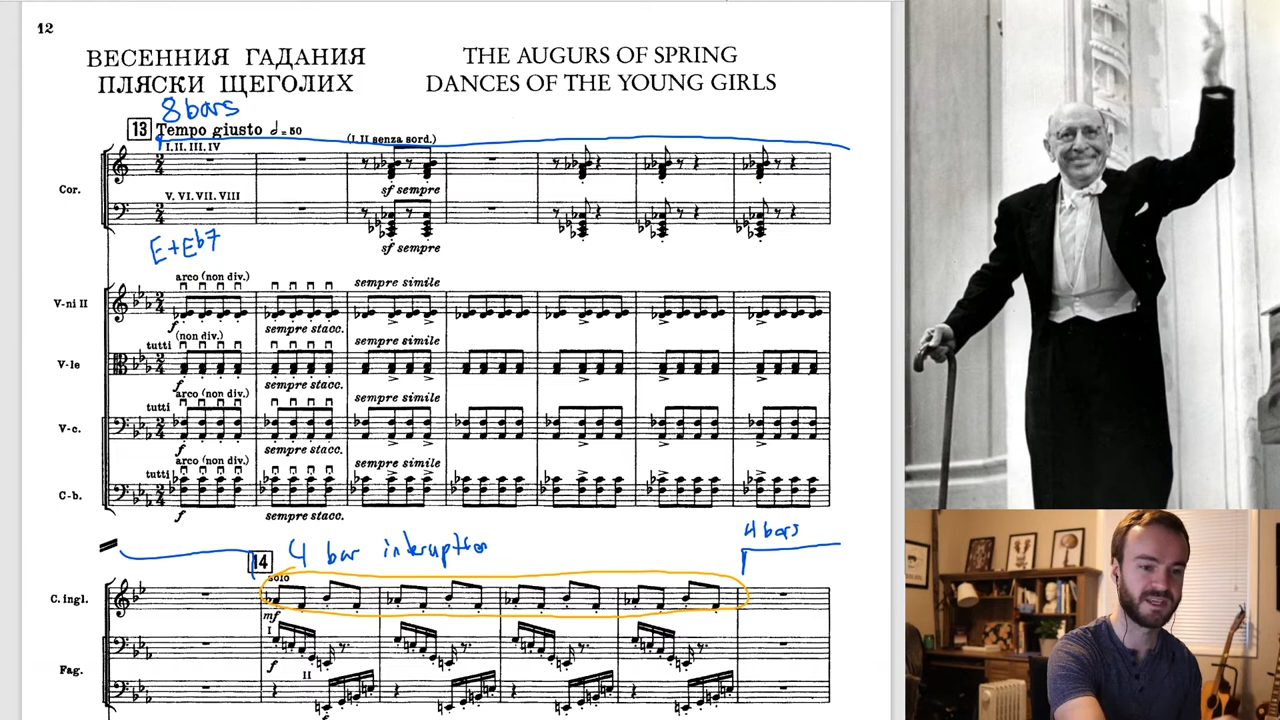 12
ВЕСЕННИЯ ГАДАНИЯ
ПЛЯСКИ ЩЕГОЛИХ
THE AUGURS OF SPRING
DANCES OF THE YOUNG GIRLS
8 bars
13 Tempo giusto 𝅗𝅥=50
(I. II senza sord.)
I. II. III. IV
Cor.
sf sempre
V. VI. VII. VIII
sf sempre
E+Eb7
arco (non div.)
sempre simile
V-ni II
f
sempre stacc.
tutti (non div.)
sempre simile
V-le
f
sempre stacc.
arco (non div.)
sempre simile
tutti
V-c.
f
sempre stacc.
arco (non div.)
sempre simile
tutti
C-b.
f
sempre stacc.
14
4 bar interuption
4 bars
solo
C. ingl.
mf
I
Fag.
f
II
f